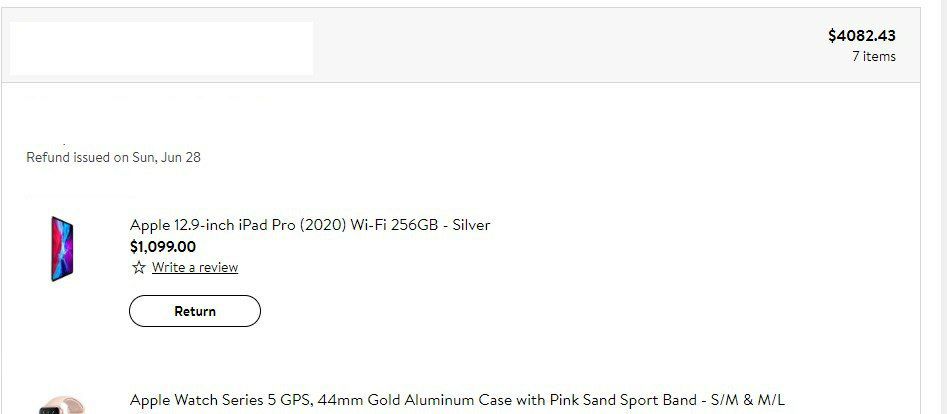 $4082.43
7 items
Refund issued on Sun, Jun 28
Apple 12.9-inch iPad Pro (2020) Wi-Fi 256GB - Silver
$1,099.00
Write a review
Return
Apple Watch Series 5 GPS, 44mm Gold Aluminum Case with Pink Sand Sport Band - S/M & M/L